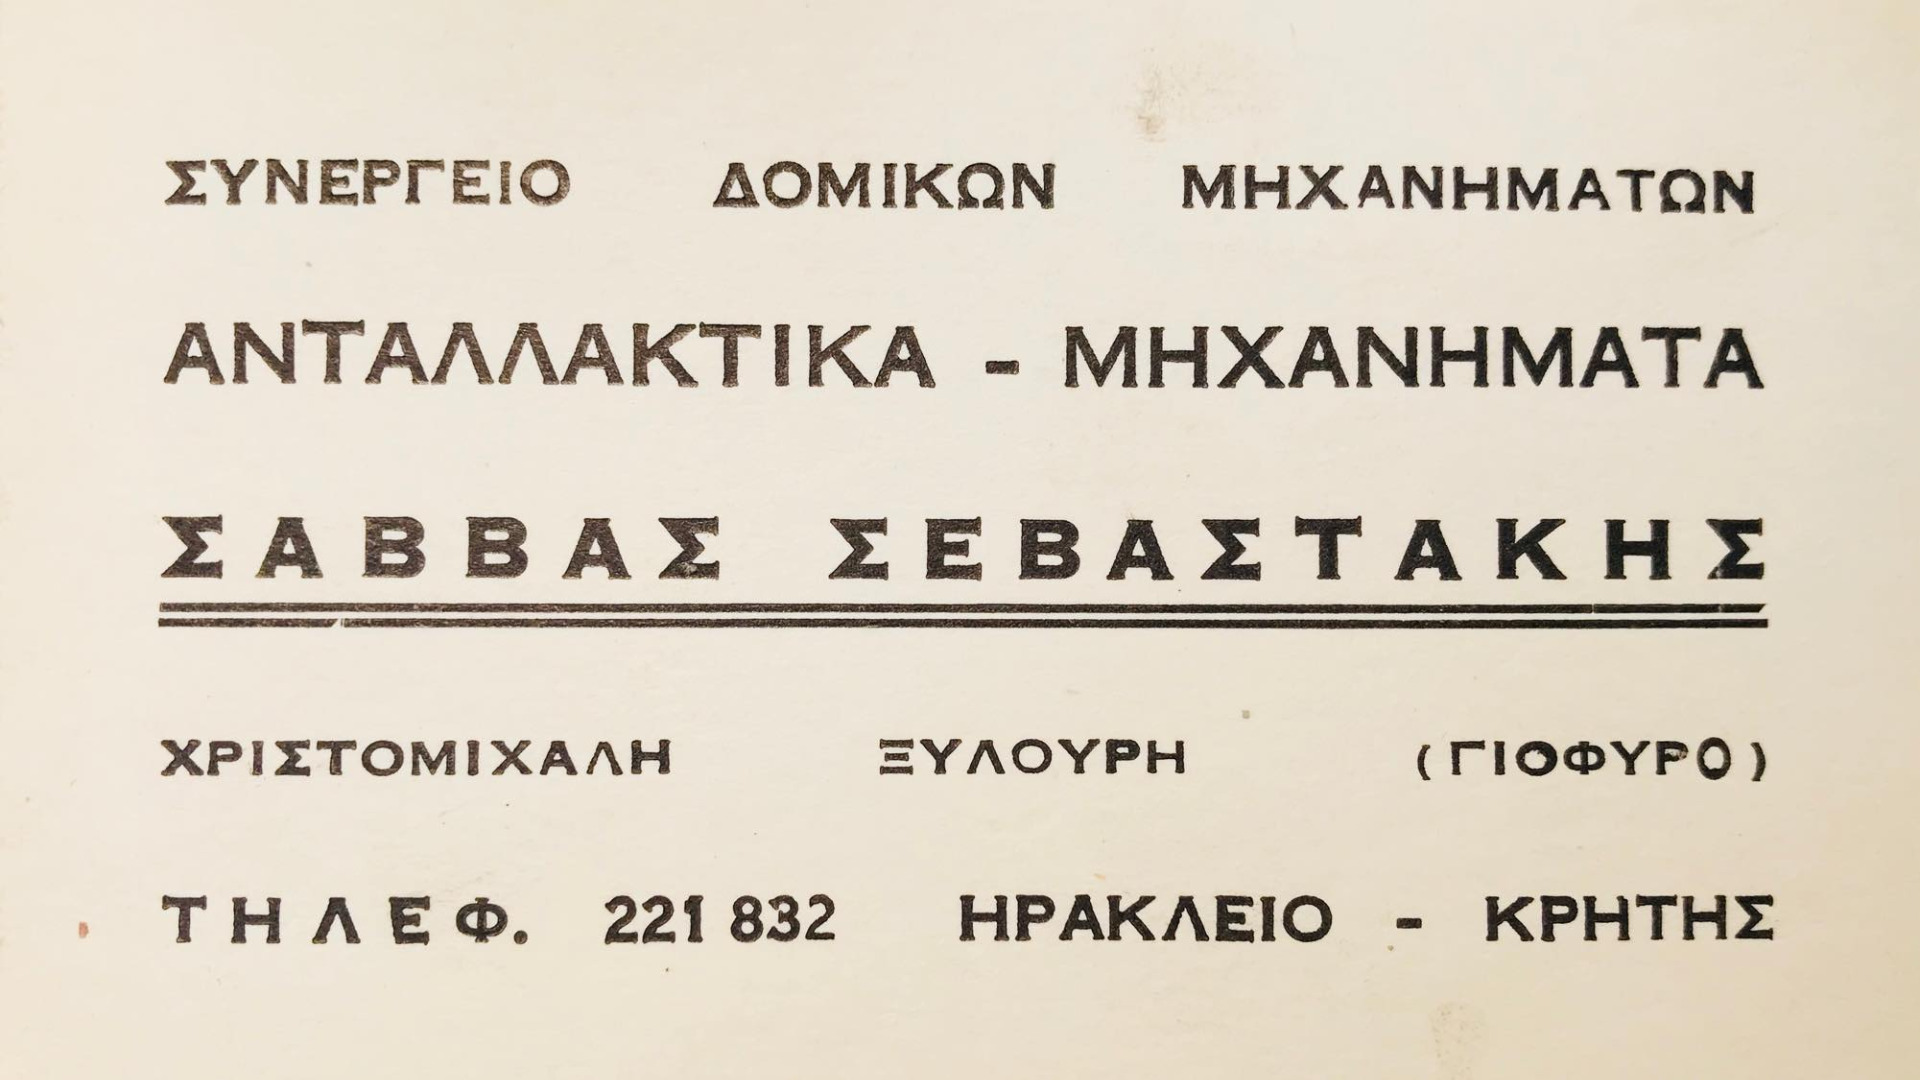 ΣΥΝΕΡΓΕΙΟ ΔΟΜΙΚΩΝ ΜΗΧΑΝΗΜΑΤΩΝ
ΑΝΤΑΛΛΑΚΤΙΚΑ - ΜΗΧΑΝΗΜΑΤΑ
ΣΑΒΒΑΣ ΣΕΒΑΣΤΑΚΗΣ
ΧΡΙΣΤΟΜΙΧΑΛΗ ΞΥΛΟΥΡΗ (ΓΙΟΦΥΡΟ)
ΤΗΛΕΦ. 221 832 ΗΡΑΚΛΕΙΟ - ΚΡΗΤΗΣ